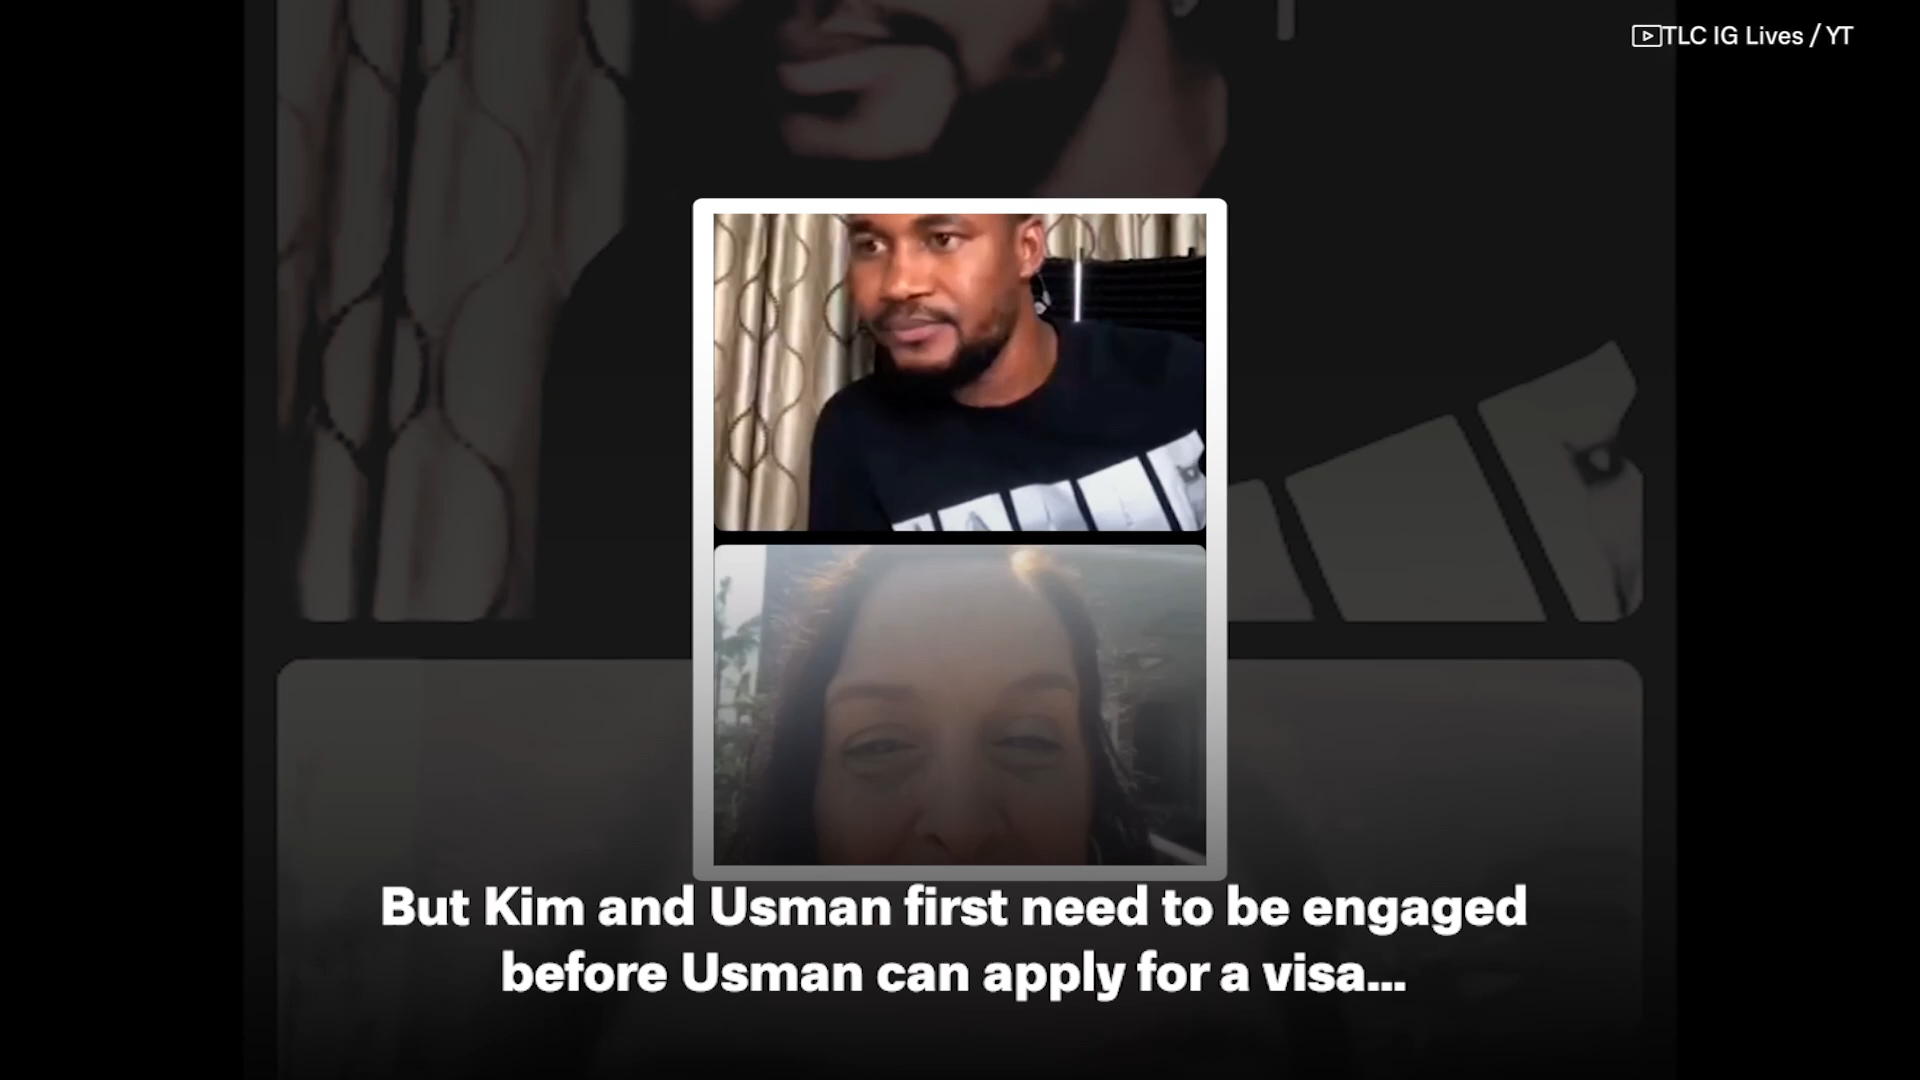 TLC IG Lives / YT
But Kim and Usman first need to be engaged
before Usman can apply for a visa...